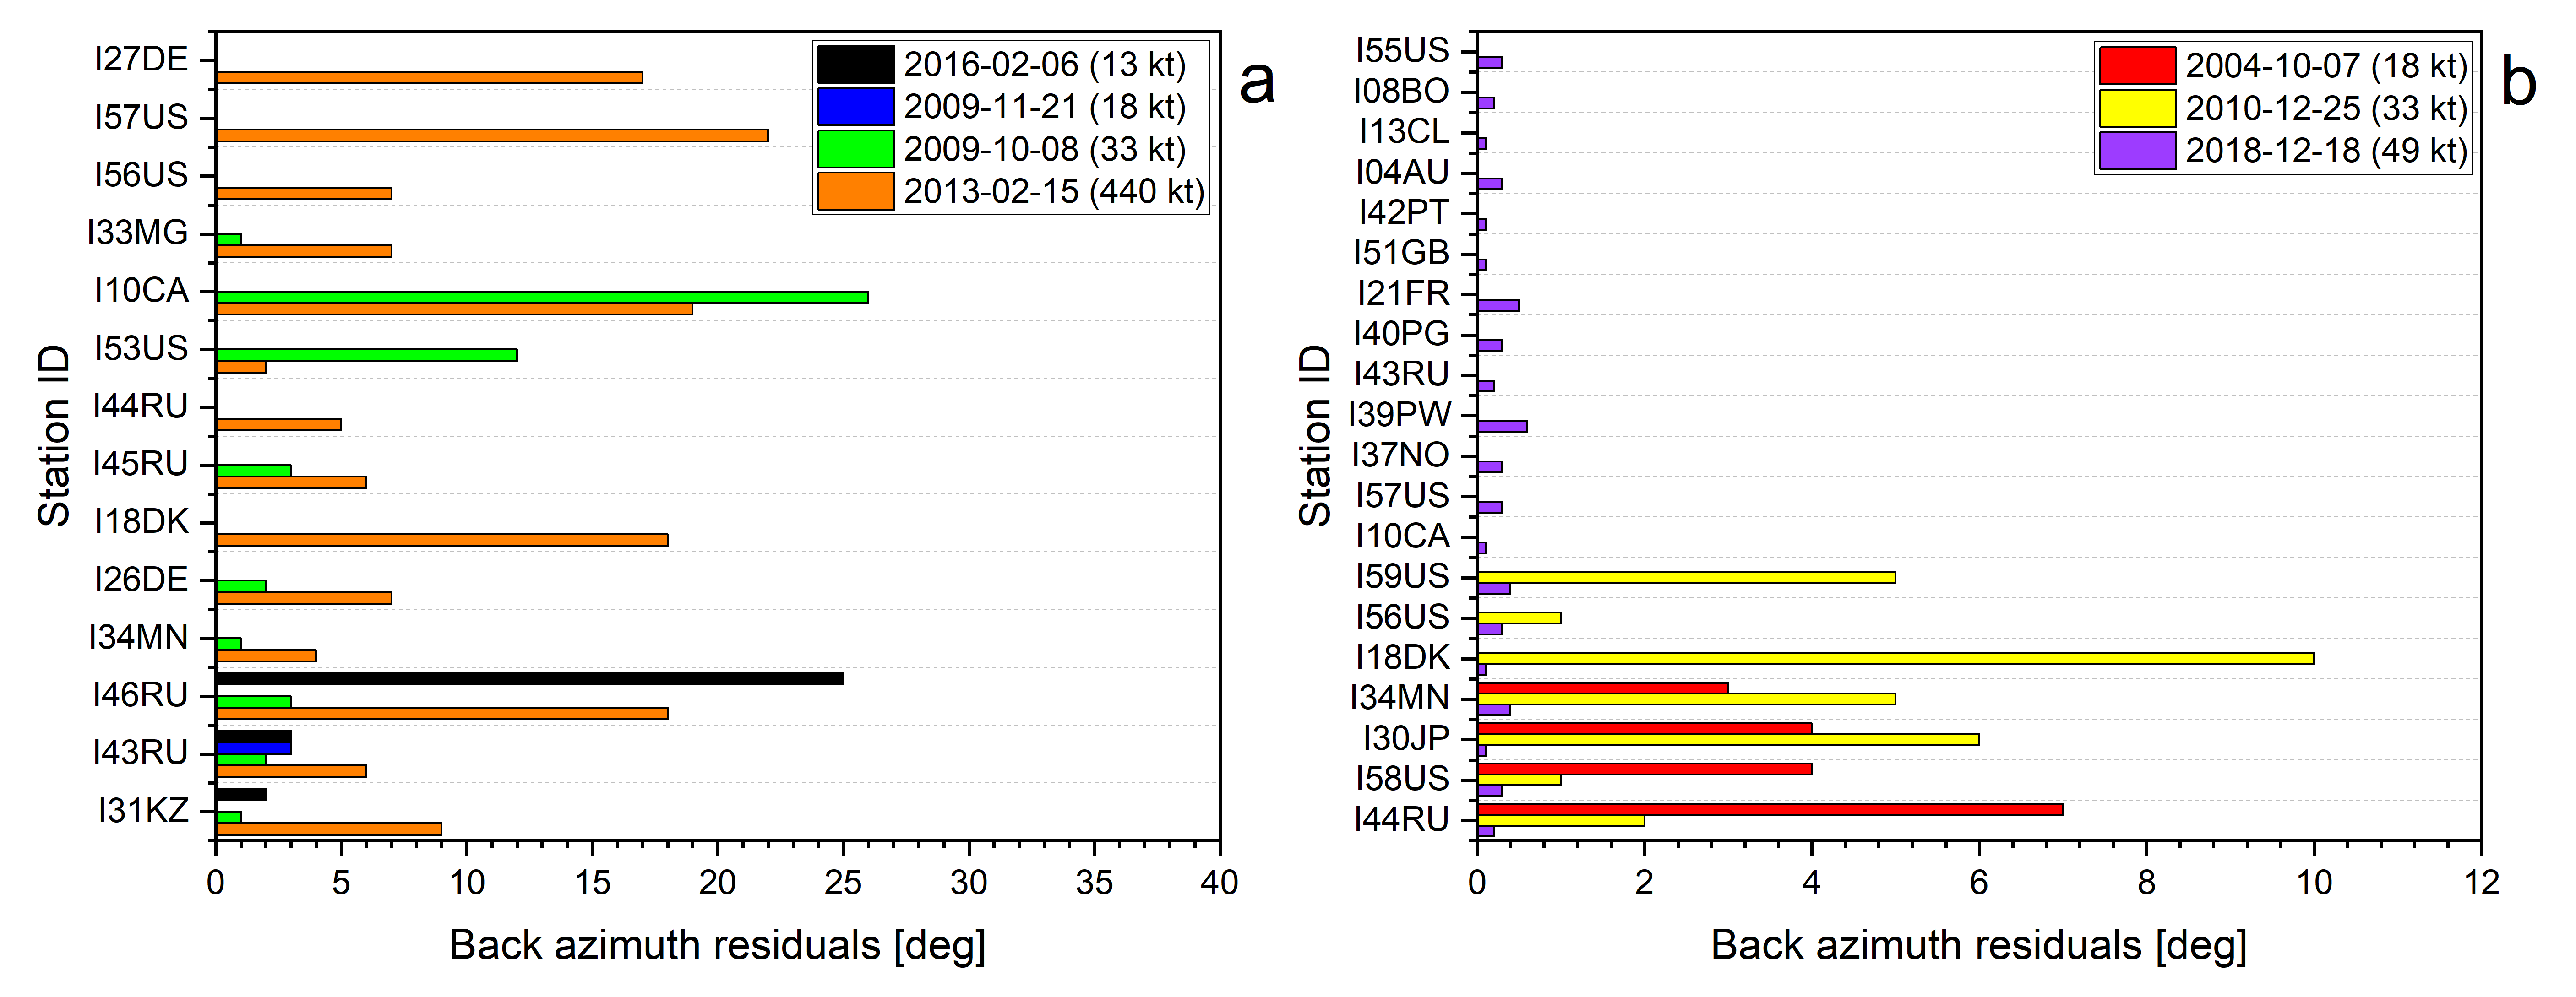 a
2016-02-06 (13 kt)
2009-11-21 (18 kt)
2009-10-08 (33 kt)
2013-02-15 (440 kt)
Station ID
I27DE
I57US
I56US
I33MG
I10CA
I53US
I44RU
I45RU
I18DK
I26DE
I34MN
I46RU
I43RU
I31KZ
0 5 10 15 20 25 30 35 40
Back azimuth residuals [deg]
b
2004-10-07 (18 kt)
2010-12-25 (33 kt)
2018-12-18 (49 kt)
Station ID
I55US
I08BO
I13CL
I04AU
I42PT
I51GB
I21FR
I40PG
I43RU
I39PW
I37NO
I57US
I10CA
I59US
I56US
I18DK
I34MN
I30JP
I58US
I44RU
0 2 4 6 8 10 12
Back azimuth residuals [deg]